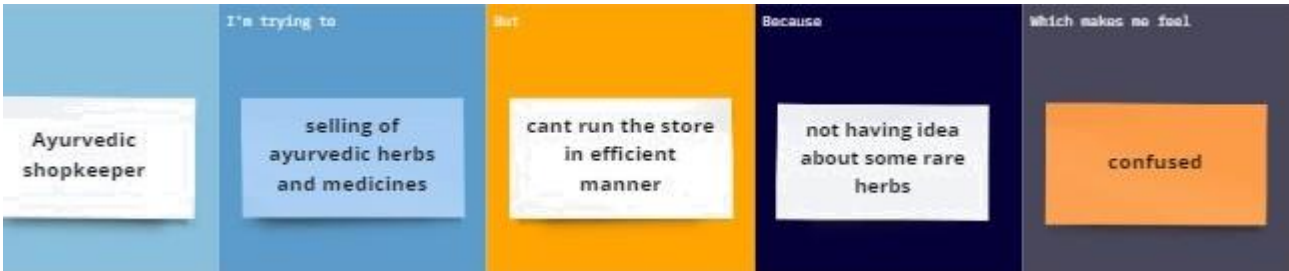 I'm trying to
But
Because
Which makes me feel
Ayurvedic
shopkeeper
selling of
ayurvedic herbs
and medicines
cant run the store
in efficient
manner
not having idea
about some rare
herbs
confused